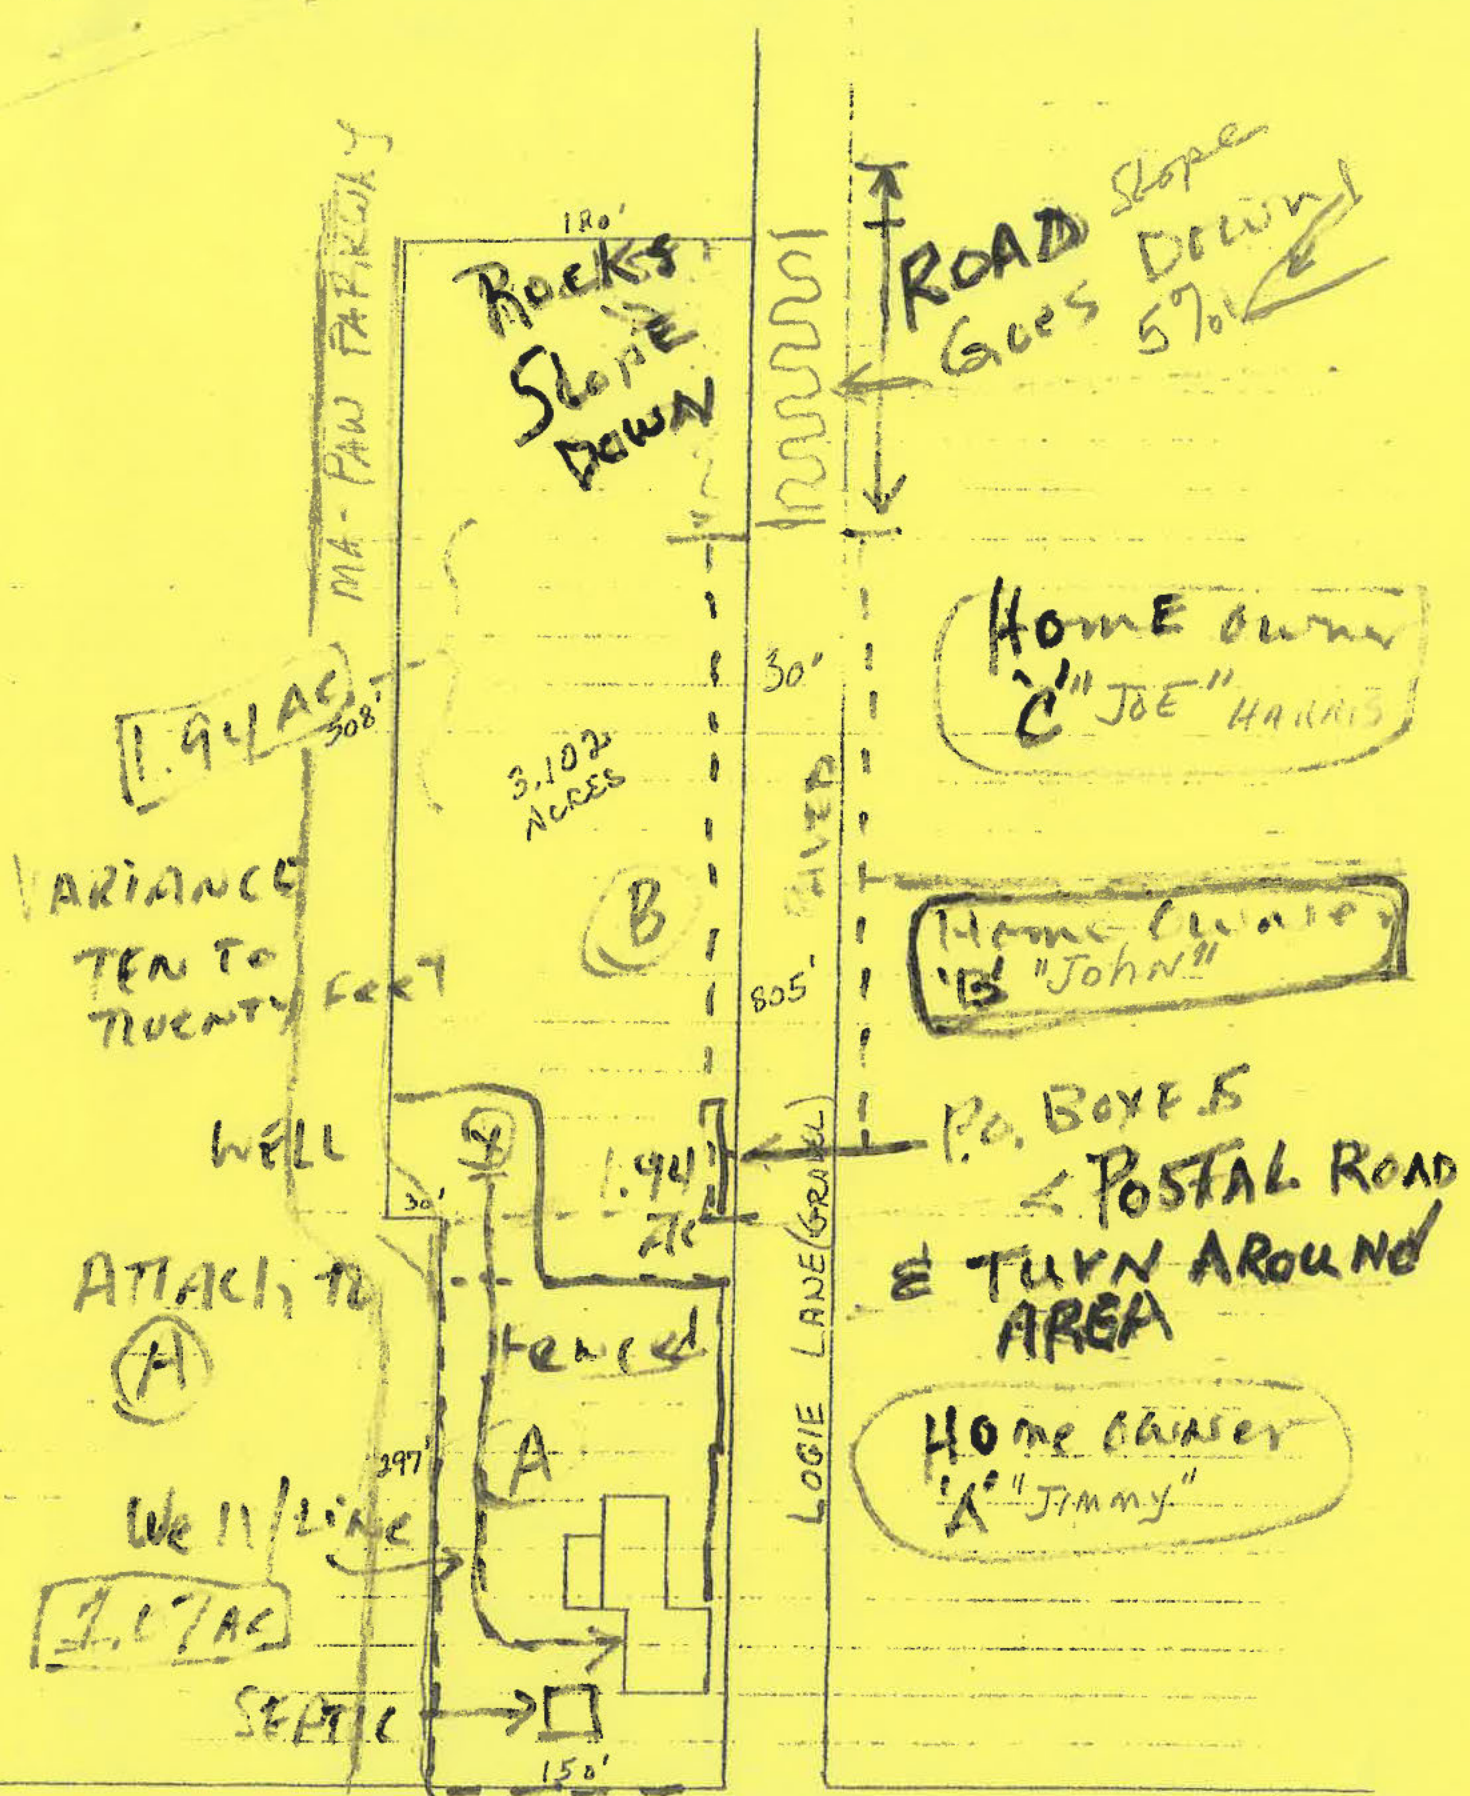 MA-PAW PARKWAY
180'
ROCKS
SLOPE
DOWN
ROAD
Goes
Slope
Down
5%
1.94 AC
508'
3.102
ACRES
30'
HOME owner
'C' "JOE" HARRIS
VARIANCE
TEN TO
TWENTY FEET
B
PAVED
805'
Home Owner
'B' "JohN"
WELL
30'
1.94
AC
P.O. BOXES
< POSTAL ROAD
& TURN AROUND
AREA
ATTACH TO
A
Fenced
LOGIE LANE (GRAVEL)
297'
A
Home Owner
'A' "JIMMY"
Well/Line
1.07 AC
SEPTIC
150'